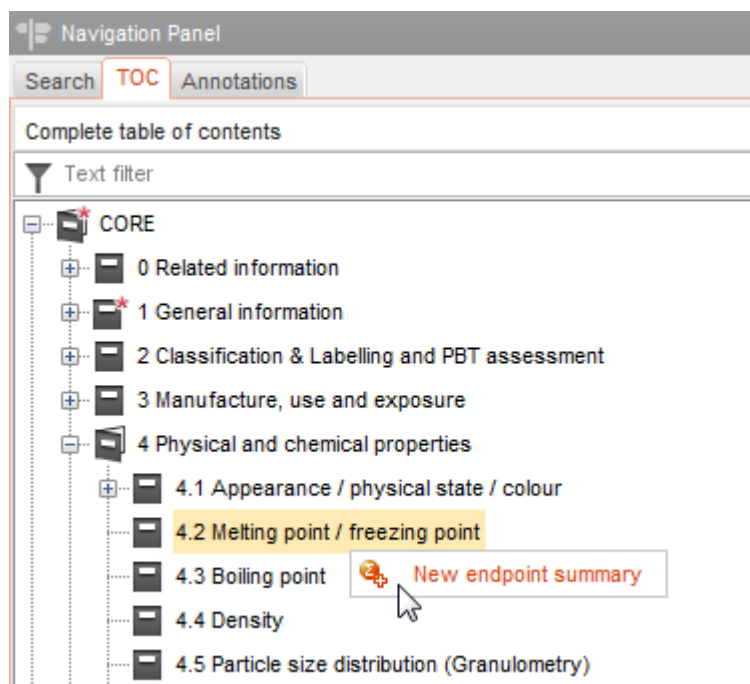 Navigation Panel
Search TOC Annotations
Complete table of contents
Text filter
CORE
0 Related information
1 General information
2 Classification & Labelling and PBT assessment
3 Manufacture, use and exposure
4 Physical and chemical properties
4.1 Appearance / physical state / colour
4.2 Melting point / freezing point
4.3 Boiling point New endpoint summary
4.4 Density
4.5 Particle size distribution (Granulometry)